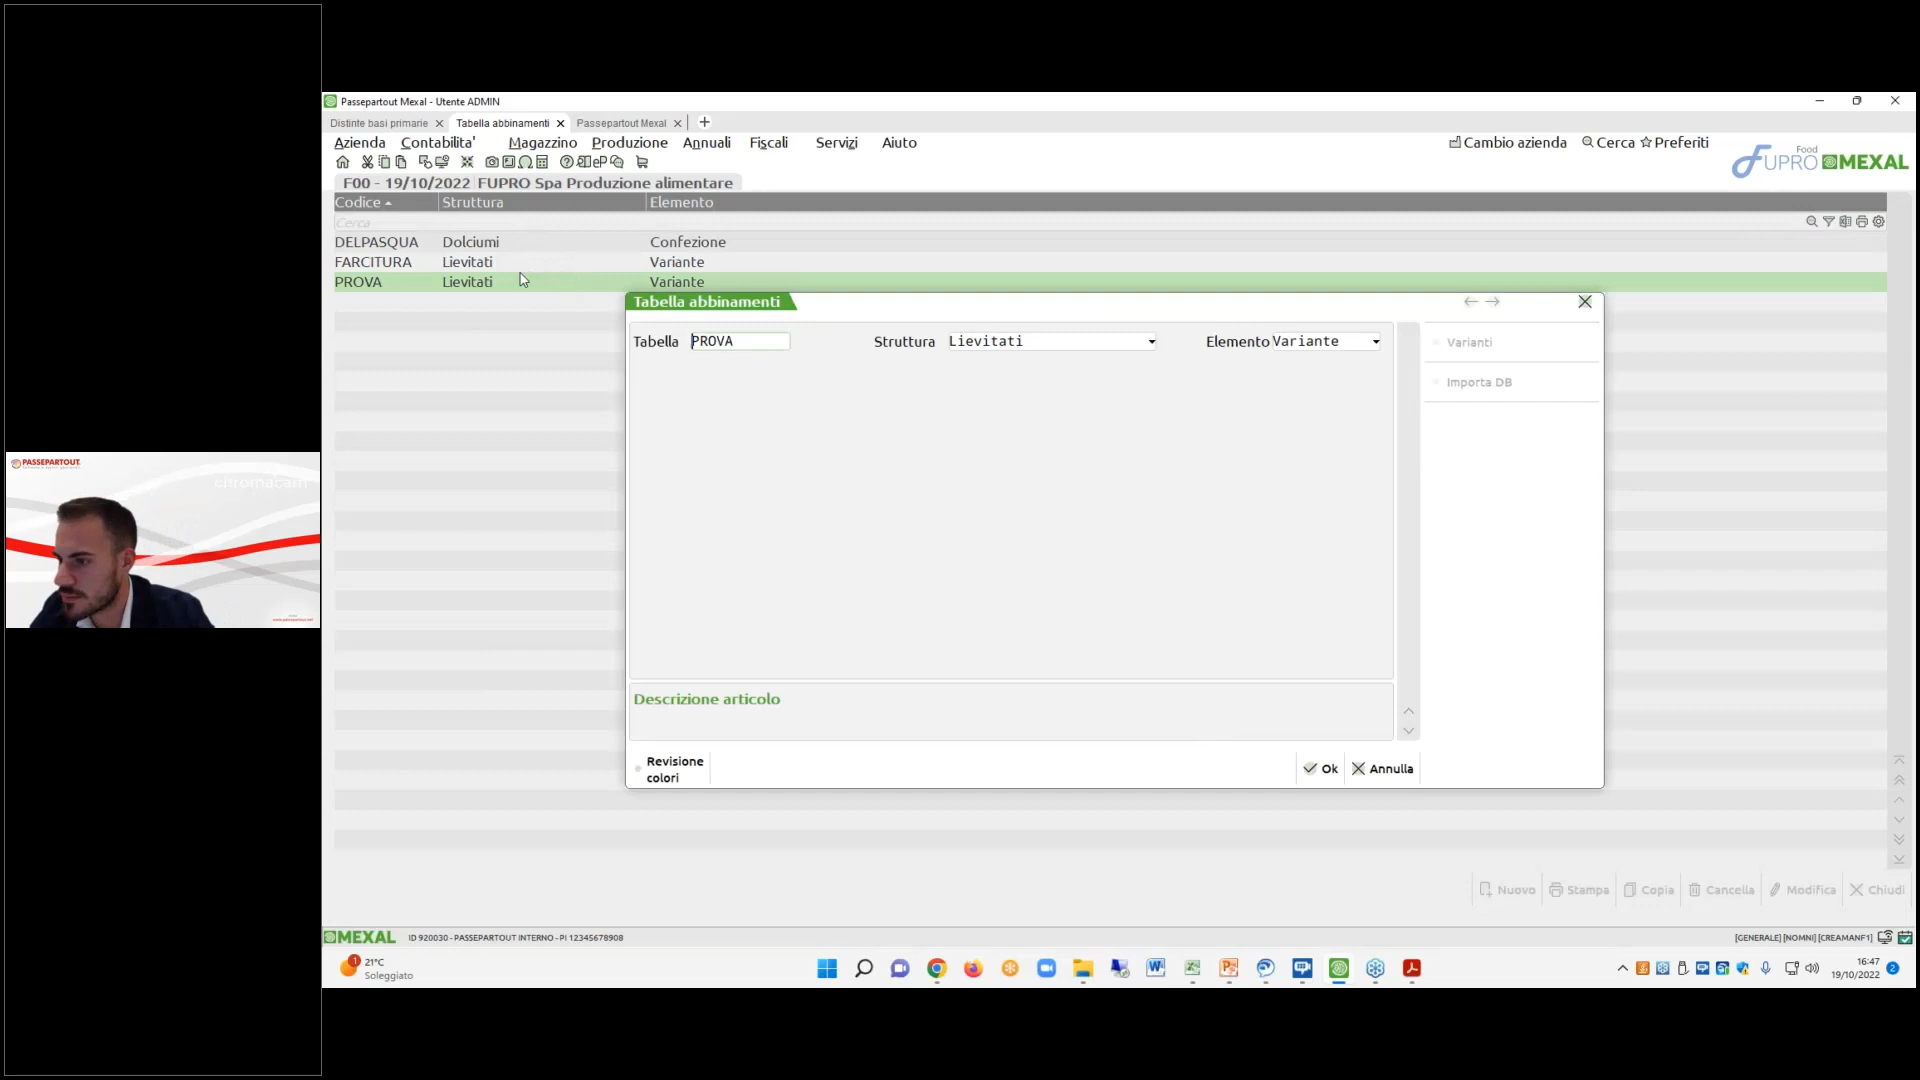 Passepartout Mexal - Utente ADMIN
Distinte basi primarie Tabella abbinamenti Passepartout Mexal
Azienda Contabilita' Magazzino Produzione Annuali Fiscali Servizi Aiuto Cambio azienda Cerca Preferiti
Food
FUPRO MEXAL
F00 - 19/10/2022 FUPRO Spa Produzione alimentare
Codice Struttura Elemento
Cerca
DELPASQUA Dolciumi Confezione
FARCITURA Lievitati Variante
PROVA Lievitati Variante
Tabella abbinamenti
Tabella PROVA Struttura Lievitati Elemento Variante
Varianti
Importa DB
PASSEPARTOUT
chromacam
Descrizione articolo
Revisione
colori
Ok Annulla
Nuovo Stampa Copia Cancella Modifica Chiudi
MEXAL ID 920030 - PASSEPARTOUT INTERNO - PI 12345678908 [GENERALE] [NOMNI] [CREAMANF1]
1 21°C
Soleggiato
16:47
19/10/2022 2